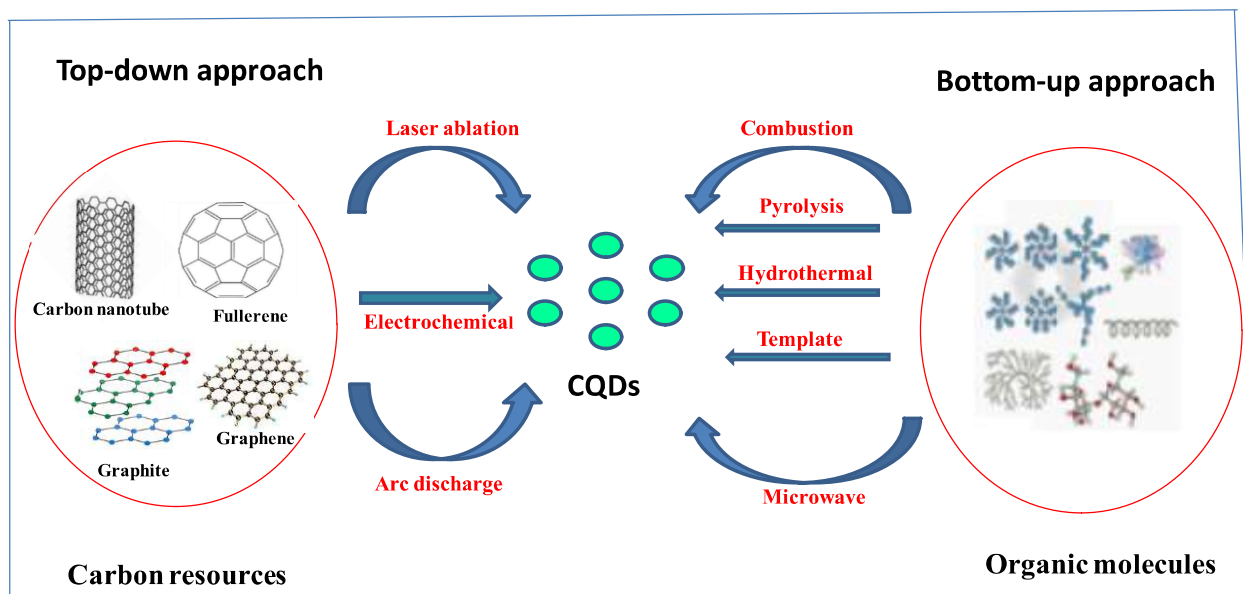 Top-down approach
Bottom-up approach
Laser ablation
Combustion
Pyrolysis
Hydrothermal
Carbon nanotube
Fullerene
Electrochemical
Template
CQDs
Graphene
Graphite
Arc discharge
Microwave
Carbon resources
Organic molecules